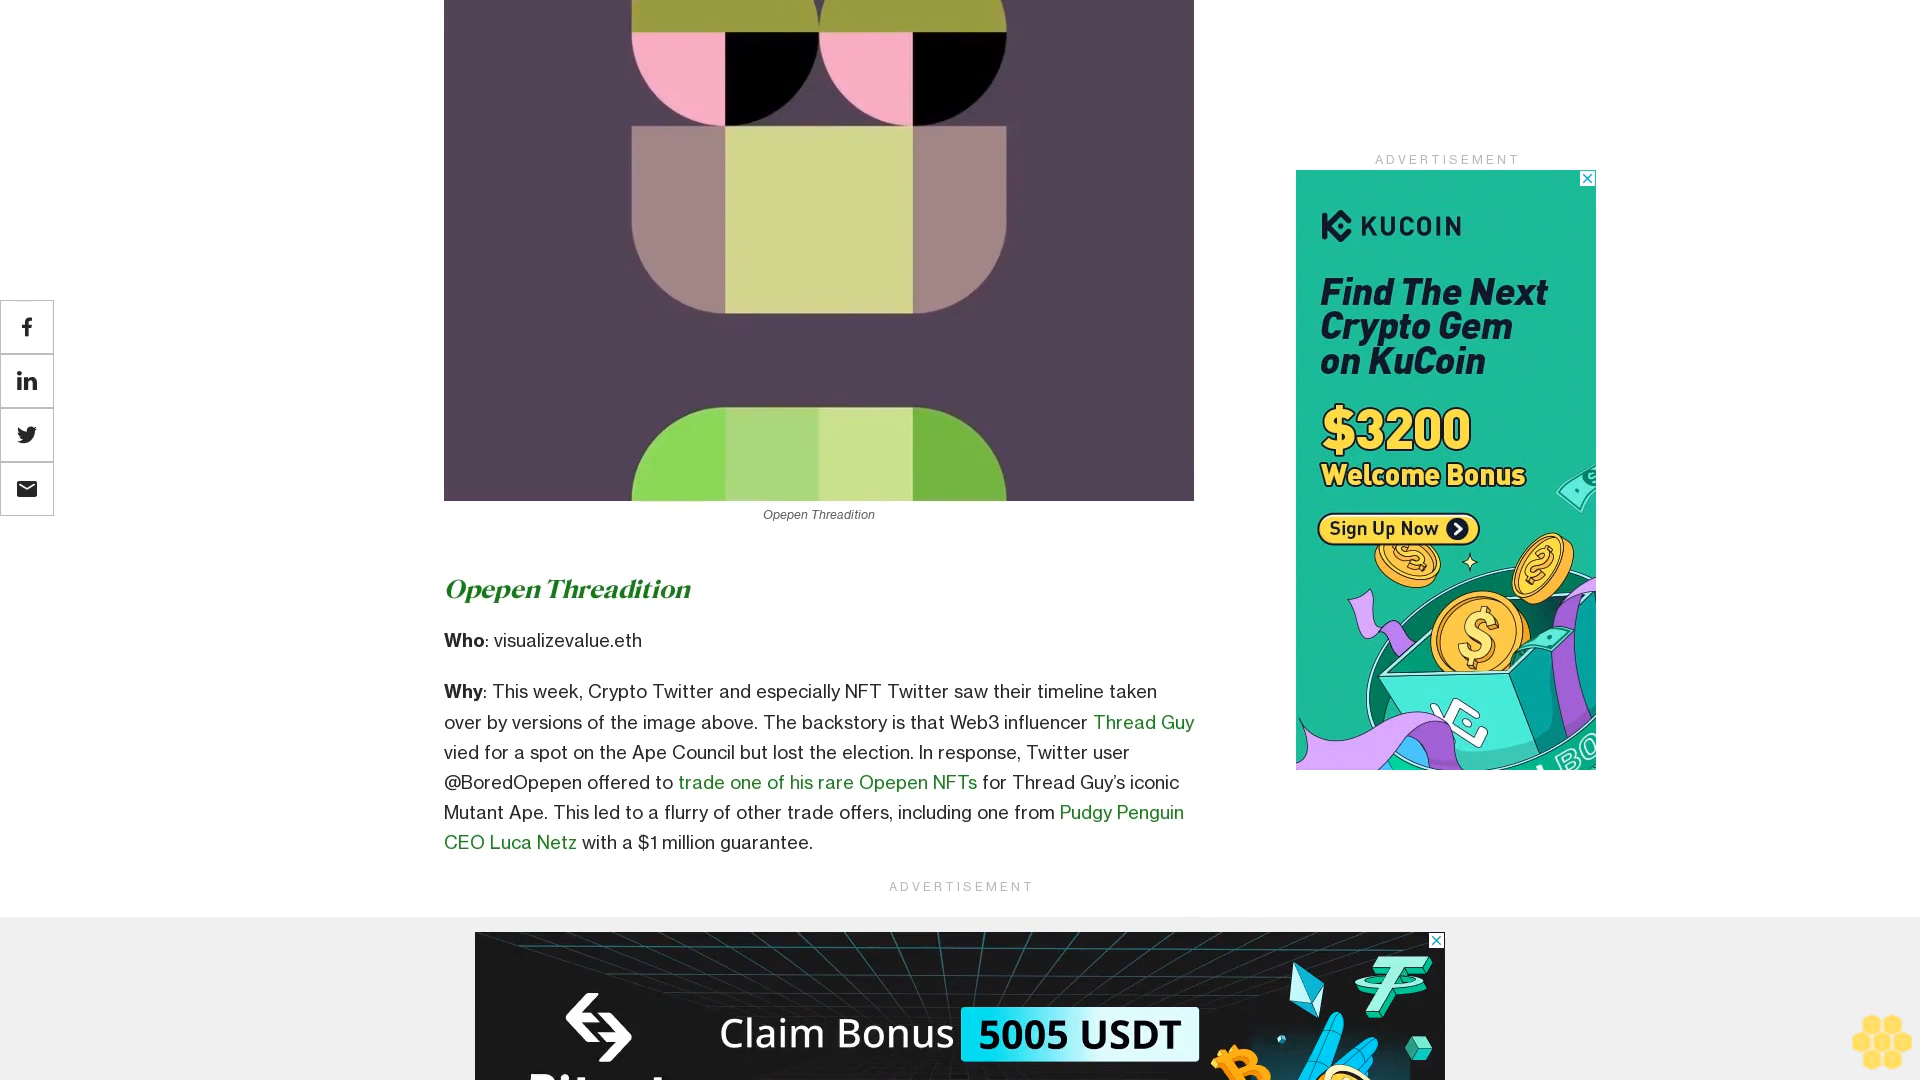 ADVERTISEMENT
KUCOIN
Find The Next
Crypto Gem
on KuCoin
$3200
Welcome Bonus
Sign Up Now
Opepen Threadition
Opepen Threadition
Who: visualizevalue.eth
Why: This week, Crypto Twitter and especially NFT Twitter saw their timeline taken
over by versions of the image above. The backstory is that Web3 influencer Thread Guy
vied for a spot on the Ape Council but lost the election. In response, Twitter user
@BoredOpepen offered to trade one of his rare Opepen NFTs for Thread Guy’s iconic
Mutant Ape. This led to a flurry of other trade offers, including one from Pudgy Penguin
CEO Luca Netz with a $1 million guarantee.
ADVERTISEMENT
Claim Bonus 5005 USDT